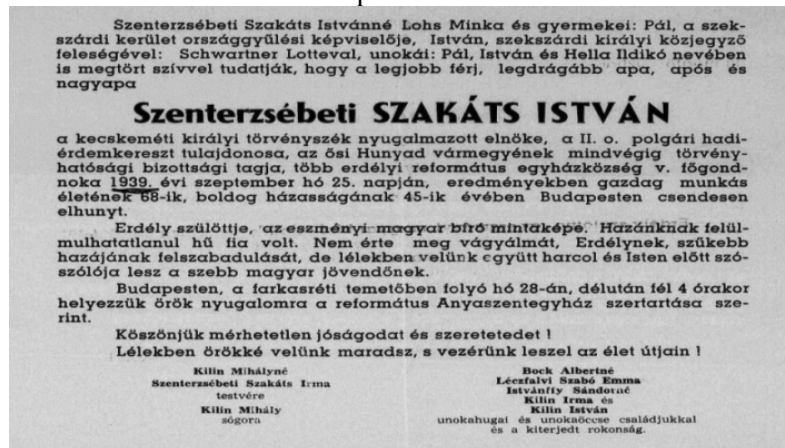 Szenterzsébeti Szakáts Istvánné Lohs Minka és gyermekei: Pál, a szek-
szárdi kerület országgyűlési képviselője, István, szekszárdi királyi közjegyző
feleségével: Schwartner Lotteval, unokái: Pál, István és Hella Ildikó nevében
is megtört szívvel tudatják, hogy a legjobb férj, legdrágább apa, após és
nagyapa
Szenterzsébeti SZAKÁTS ISTVÁN
a kecskeméti királyi törvényszék nyugalmazott elnöke, a II. o. polgári hadi-
érdemkereszt tulajdonosa, az ősi Hunyad vármegyének mindvégig törvény-
hatósági bizottsági tagja, több erdélyi református egyházközség v. főgond-
noka 1939. évi szeptember hó 25. napján, eredményekben gazdag munkás
életének 68-ik, boldog házasságának 45-ik évében Budapesten csendesen
elhunyt.
Erdély szülöttje, az eszményi magyar bíró mintaképe. Hazánknak felül-
mulhatatlanul hű fia volt. Nem érte meg vágyálmát, Erdélynek, szűkebb
hazájának felszabadulását, de lélekben velünk együtt harcol és Isten előtt szó-
szólója lesz a szebb magyar jövendőnek.
Budapesten, a farkasréti temetőben folyó hó 28-án, délután fél 4 órakor
helyezzük örök nyugalomra a református Anyaszentegyház szertartása sze-
rint.
Köszönjük mérhetetlen jóságodat és szeretetedet !
Lélekben örökké velünk maradsz, s vezérünk leszel az élet útjain !
Kilin Mihályné
Szenterzsébeti Szakáts Irma
testvére
Kilin Mihály
sógora
Bock Albertné
Léczfalvi Szabó Emma
Istvánffy Sándorné
Kilin Irma és
Kilin István
unokahugai és unokaöccse családjukkal
és a kiterjedt rokonság.